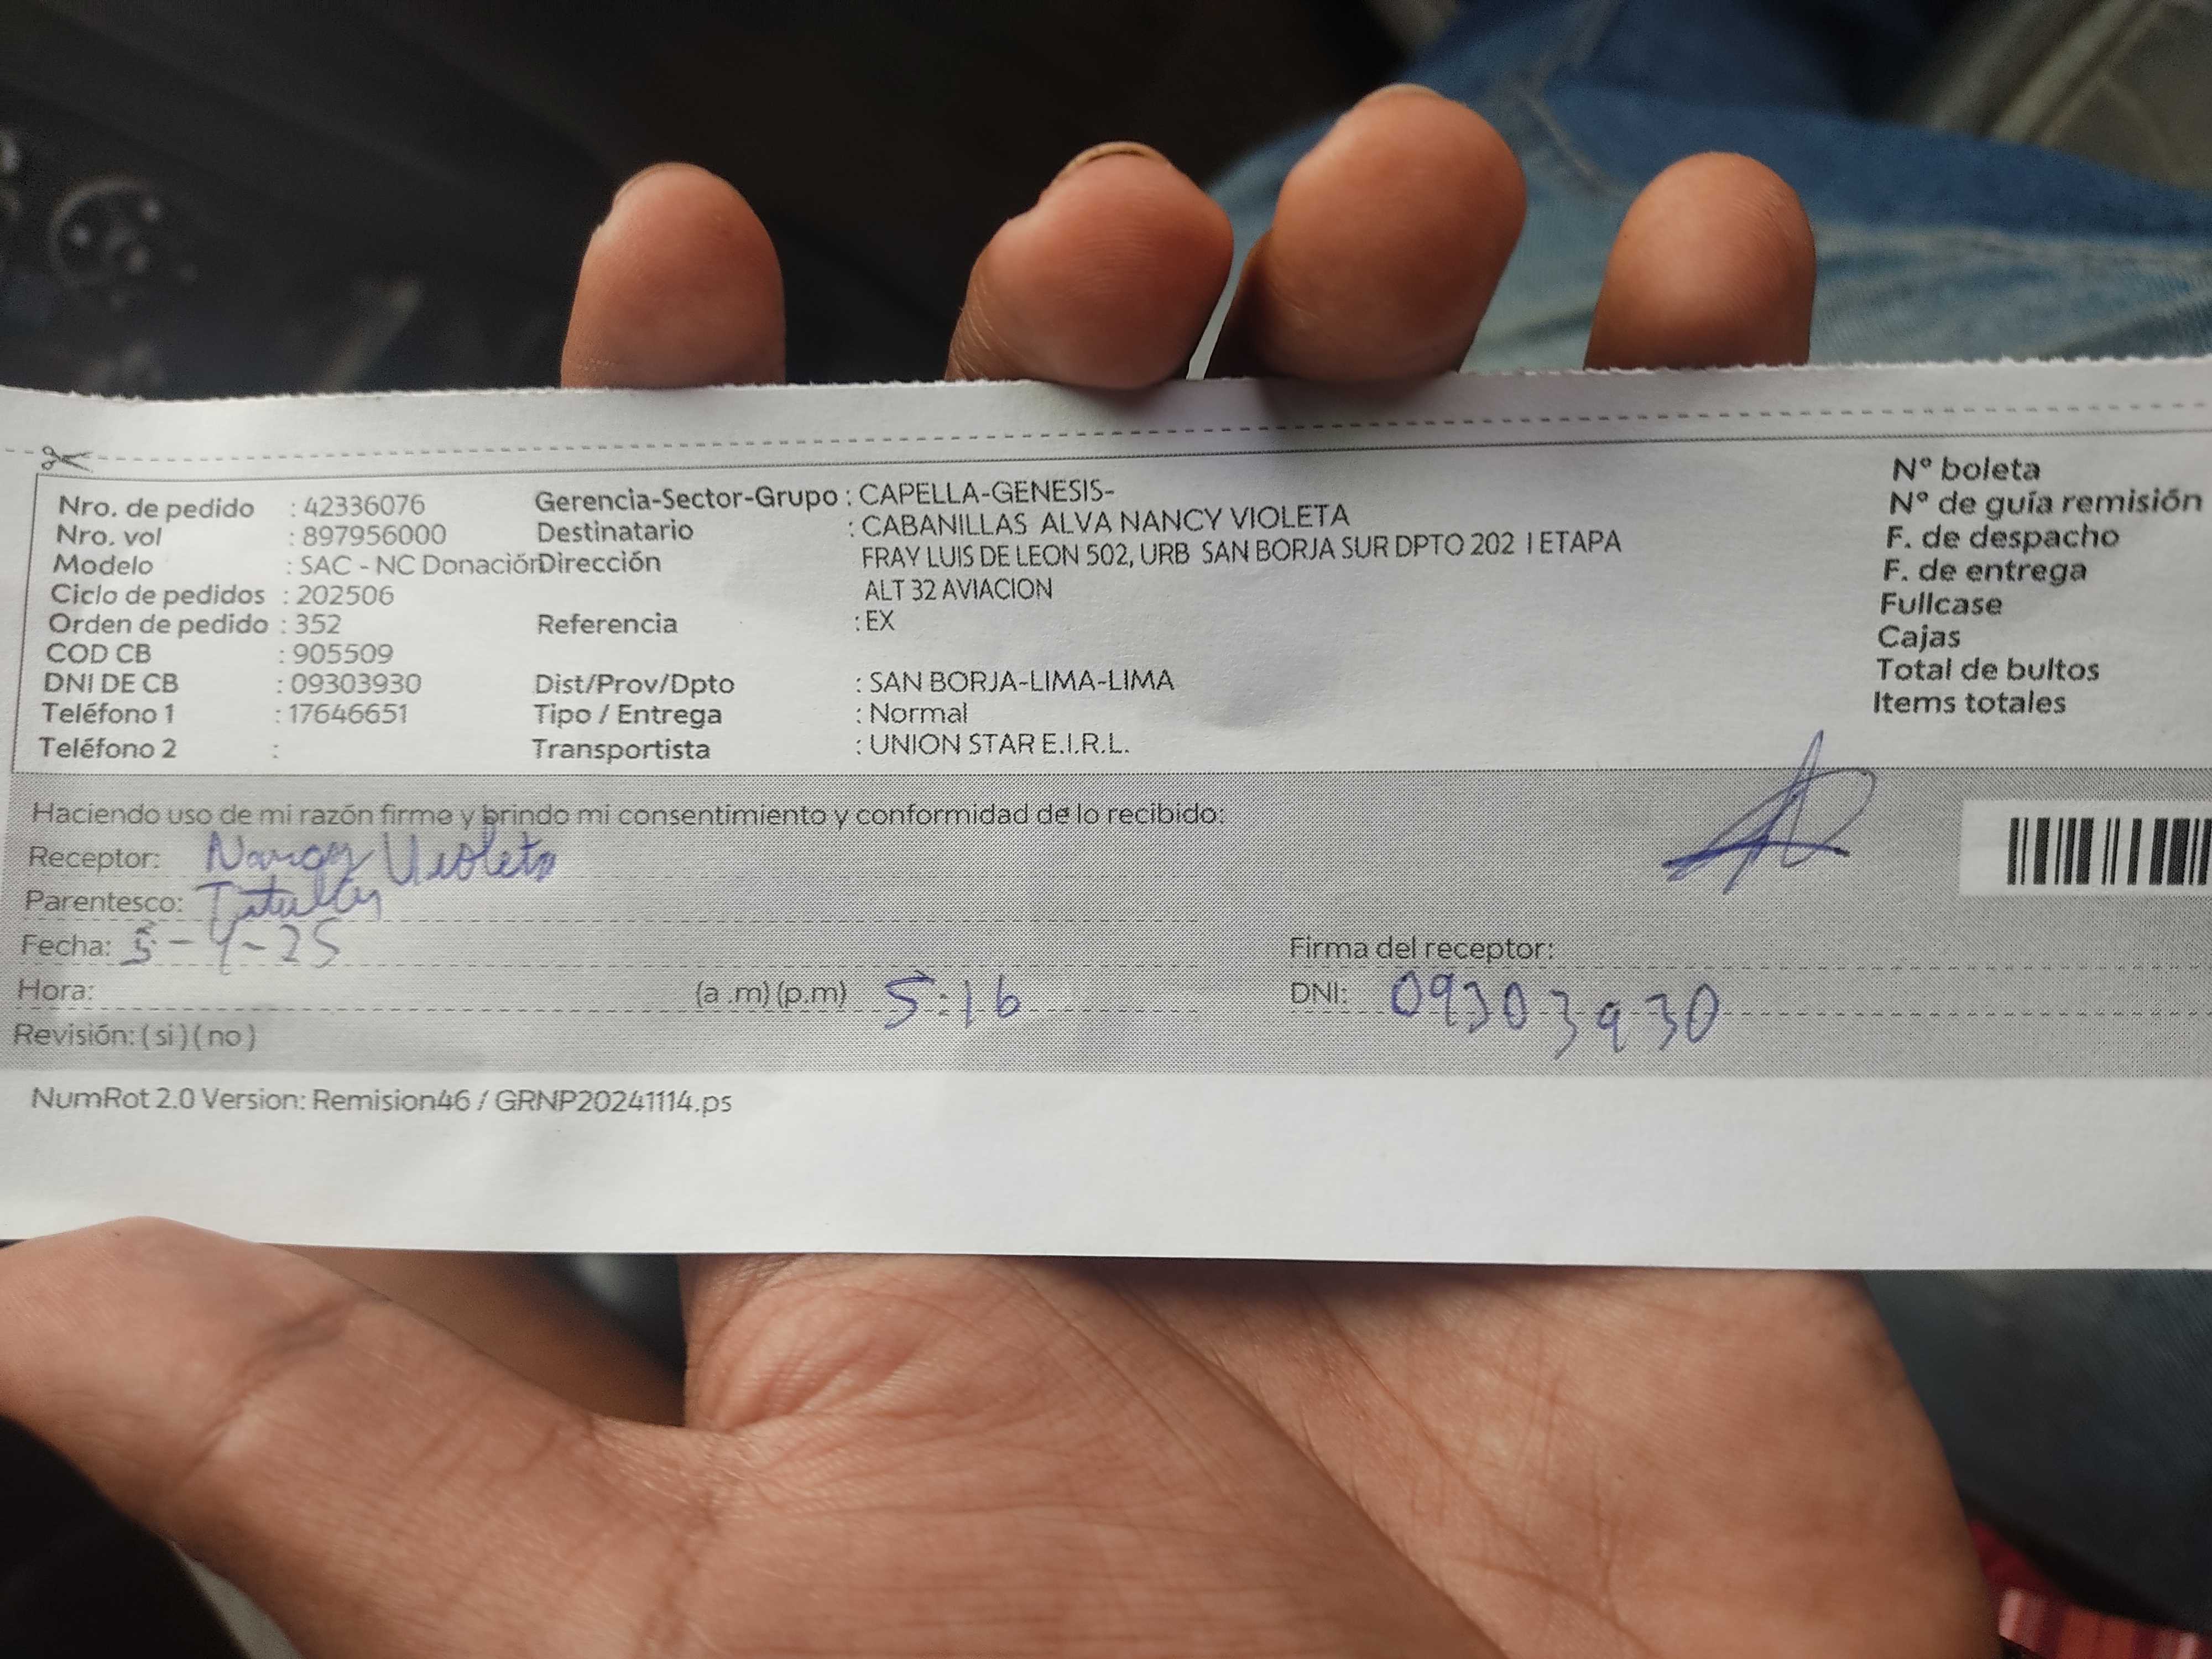 Nro. de pedido : 42336076 Gerencia-Sector-Grupo : CAPELLA-GENESIS- N° boleta
Nro. vol : 897956000 Destinatario : CABANILLAS ALVA NANCY VIOLETA N° de guía remisión
Modelo : SAC - NC Donación Dirección FRAY LUIS DE LEON 502, URB SAN BORJA SUR DPTO 202 I ETAPA F. de despacho
Ciclo de pedidos : 202506 ALT 32 AVIACION F. de entrega
Orden de pedido : 352 Referencia : EX Fullcase
COD CB : 905509 Cajas
DNI DE CB : 09303930 Dist/Prov/Dpto : SAN BORJA-LIMA-LIMA Total de bultos
Teléfono 1 : 17646651 Tipo / Entrega : Normal Items totales
Teléfono 2 : Transportista : UNION STAR E.I.R.L.
Haciendo uso de mi razón firme y brindo mi consentimiento y conformidad de lo recibido:
Receptor: Nancy Violeta
Parentesco: Titular
Fecha: 5-4-25 Firma del receptor:
Hora: (a .m) (p.m) 5:16 DNI: 09303930
Revisión: ( si ) ( no )
NumRot 2.0 Version: Remision46 / GRNP20241114.ps